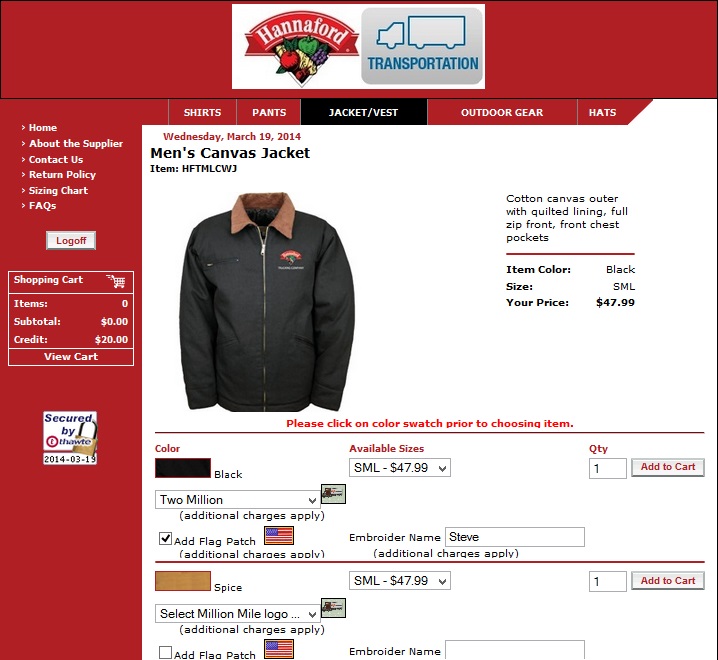 Hannaford
TRANSPORTATION
SHIRTS PANTS JACKET/VEST OUTDOOR GEAR HATS
› Home
› About the Supplier
› Contact Us
› Return Policy
› Sizing Chart
› FAQs
Logoff
Shopping Cart
Items: 0
Subtotal: $0.00
Credit: $20.00
View Cart
Secured
by
thawte
2014-03-19
Wednesday, March 19, 2014
Men's Canvas Jacket
Item: HFTMLCWJ
Hannaford
Cotton canvas outer
with quilted lining, full
zip front, front chest
pockets
Item Color: Black
Size: SML
Your Price: $47.99
Please click on color swatch prior to choosing item.
Color Available Sizes Qty
Black SML - $47.99 1 Add to Cart
Two Million
(additional charges apply)
Add Flag Patch Embroider Name Steve
(additional charges apply) (additional charges apply)
Spice SML - $47.99 1 Add to Cart
Select Million Mile logo ...
(additional charges apply)
Add Flag Patch Embroider Name